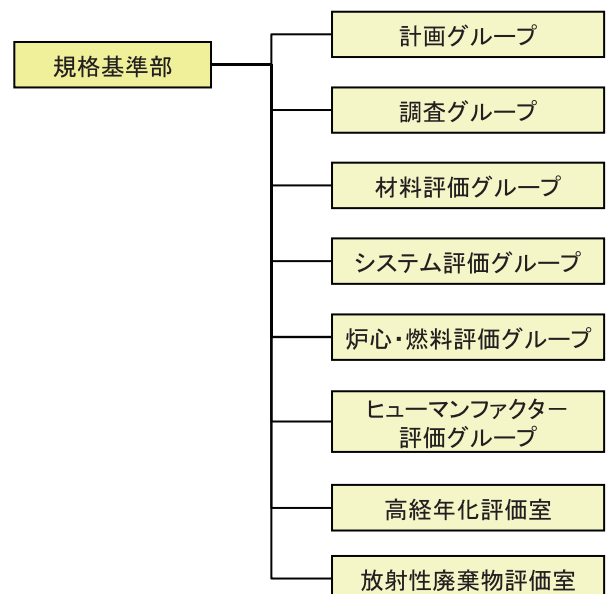 規格基準部
計画グループ
調査グループ
材料評価グループ
システム評価グループ
炉心・燃料評価グループ
ヒューマンファクター
評価グループ
高経年化評価室
放射性廃棄物評価室